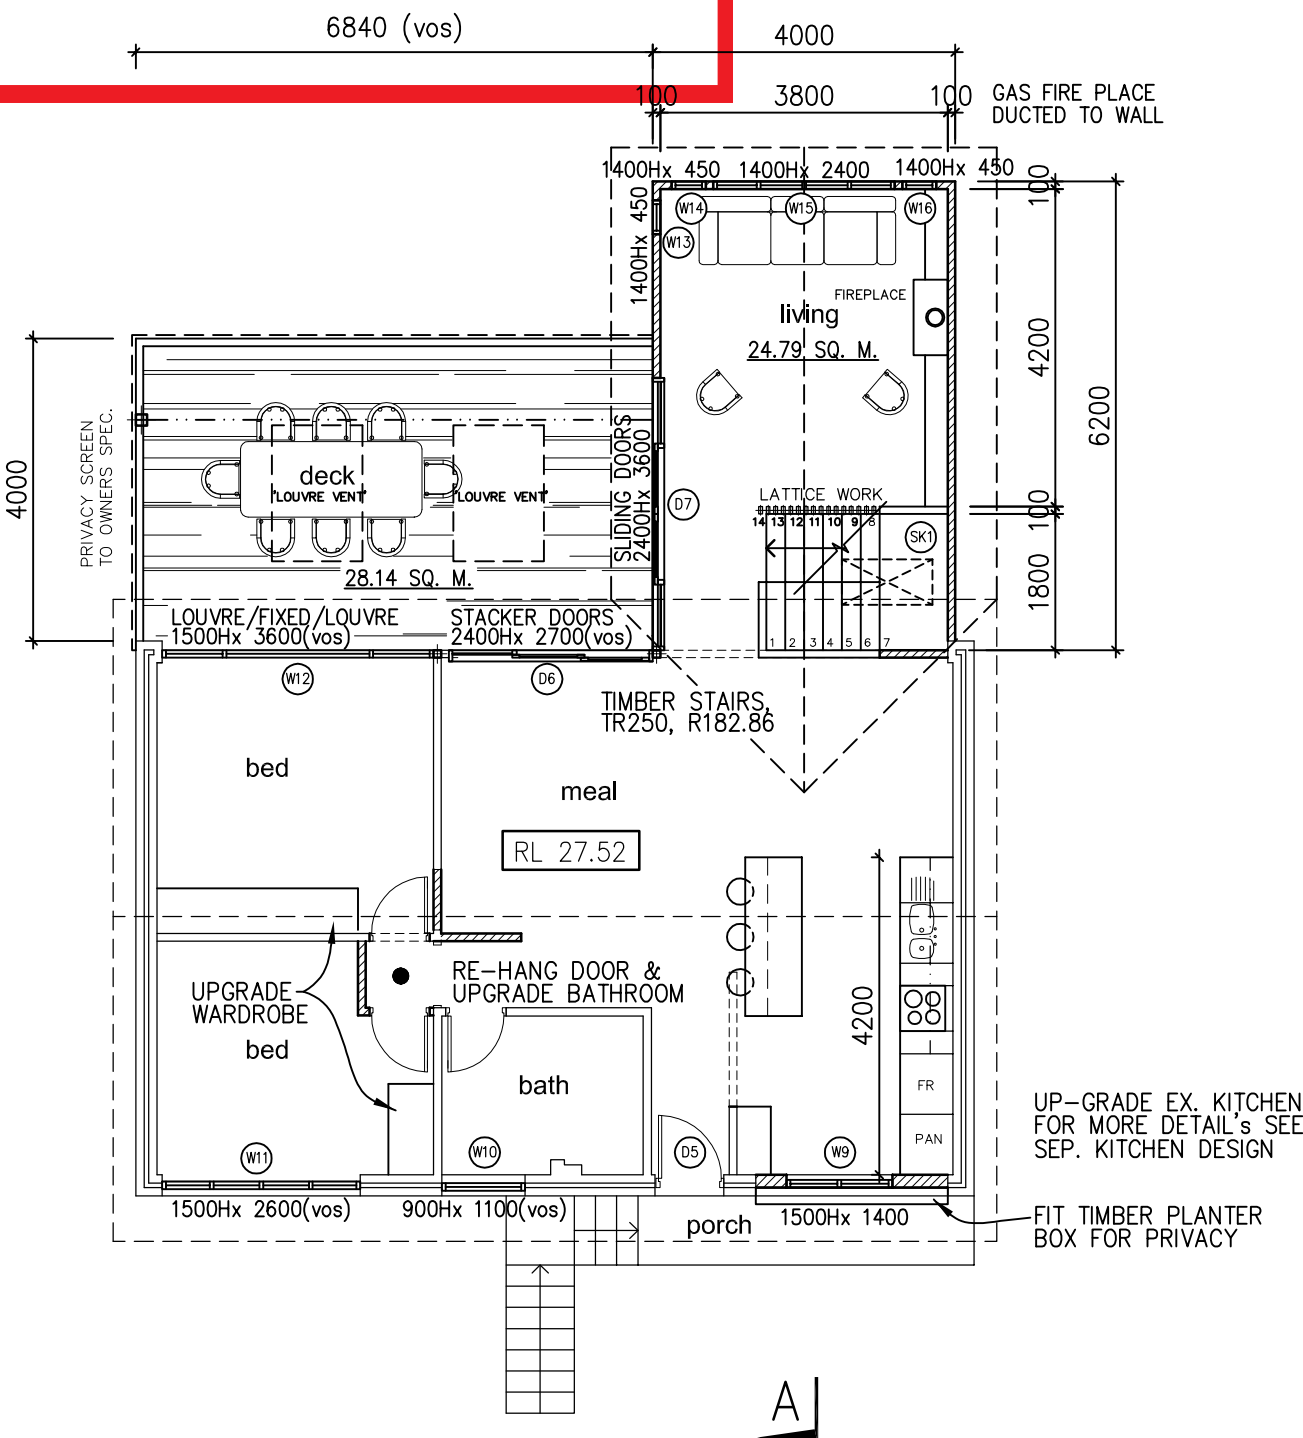 6840 (vos)
4000
100
3800
100
GAS FIRE PLACE
DUCTED TO WALL
1400Hx 450
1400Hx 2400
1400Hx 450
100
W14
W15
W16
1400Hx 450
W13
FIREPLACE
living
24.79 SQ. M.
4200
6200
4000
PRIVACY SCREEN
TO OWNERS SPEC.
deck
'LOUVRE VENT'
'LOUVRE VENT'
28.14 SQ. M.
SLIDING DOORS
2400Hx 3600
D7
LATTICE WORK
14 13 12 11 10 9 8
SK1
100
1800
LOUVRE/FIXED/LOUVRE
1500Hx 3600(vos)
STACKER DOORS
2400Hx 2700(vos)
1 2 3 4 5 6 7
W12
D6
TIMBER STAIRS,
TR250, R182.86
bed
meal
RL 27.52
RE-HANG DOOR &
UPGRADE BATHROOM
UPGRADE
WARDROBE
bed
4200
bath
FR
PAN
UP-GRADE EX. KITCHEN
FOR MORE DETAIL's SEE
SEP. KITCHEN DESIGN
W11
W10
D5
W9
1500Hx 2600(vos)
900Hx 1100(vos)
porch
1500Hx 1400
FIT TIMBER PLANTER
BOX FOR PRIVACY
A